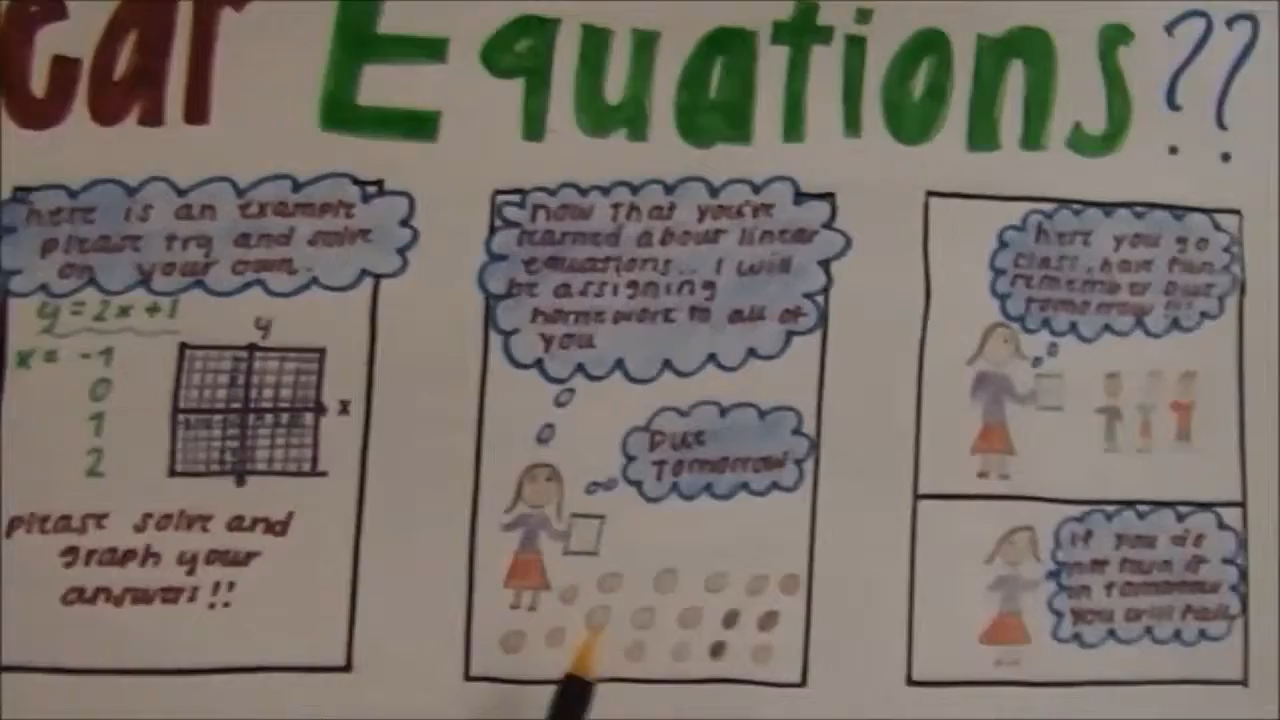 ear Equations??
here is an example
please try and solve
on your own.
y = 2x + 1
x = -1
0
1
2
y
x
please solve and
graph your
answers!!
now that you've
learned about linear
equations.. I will
be assigning
homework to all of
you
Due
Tomorrow
here you go
class, have fun
remember Due
tomorrow !!!
if you do
not turn it
in tomorrow
you will fail